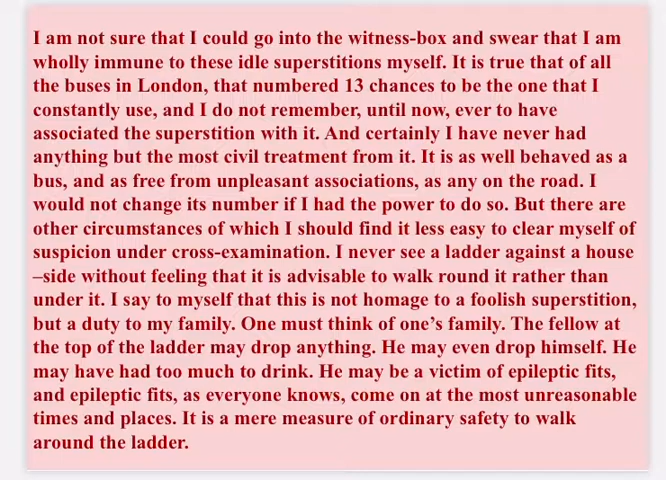 I am not sure that I could go into the witness-box and swear that I am
wholly immune to these idle superstitions myself. It is true that of all
the buses in London, that numbered 13 chances to be the one that I
constantly use, and I do not remember, until now, ever to have
associated the superstition with it. And certainly I have never had
anything but the most civil treatment from it. It is as well behaved as a
bus, and as free from unpleasant associations, as any on the road. I
would not change its number if I had the power to do so. But there are
other circumstances of which I should find it less easy to clear myself of
suspicion under cross-examination. I never see a ladder against a house
–side without feeling that it is advisable to walk round it rather than
under it. I say to myself that this is not homage to a foolish superstition,
but a duty to my family. One must think of one’s family. The fellow at
the top of the ladder may drop anything. He may even drop himself. He
may have had too much to drink. He may be a victim of epileptic fits,
and epileptic fits, as everyone knows, come on at the most unreasonable
times and places. It is a mere measure of ordinary safety to walk
around the ladder.